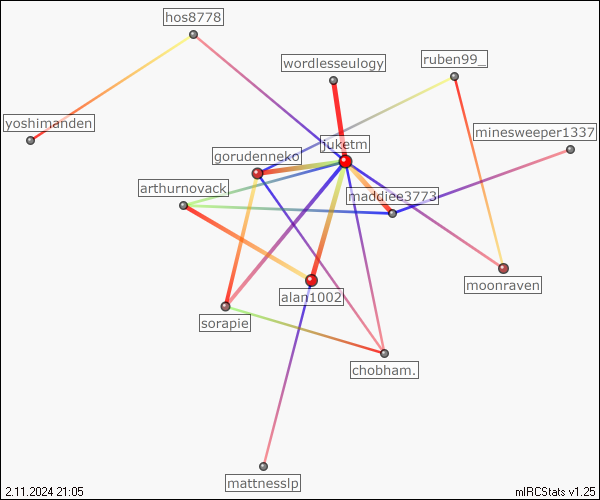 hos8778
wordlesseulogy
ruben99_
yoshimanden
minesweeper1337
juketm
gorudenneko
arthurnovack
maddiee3773
moonraven
alan1002
sorapie
chobham.
mattnesslp
2.11.2024 21:05
mIRCStats v1.25